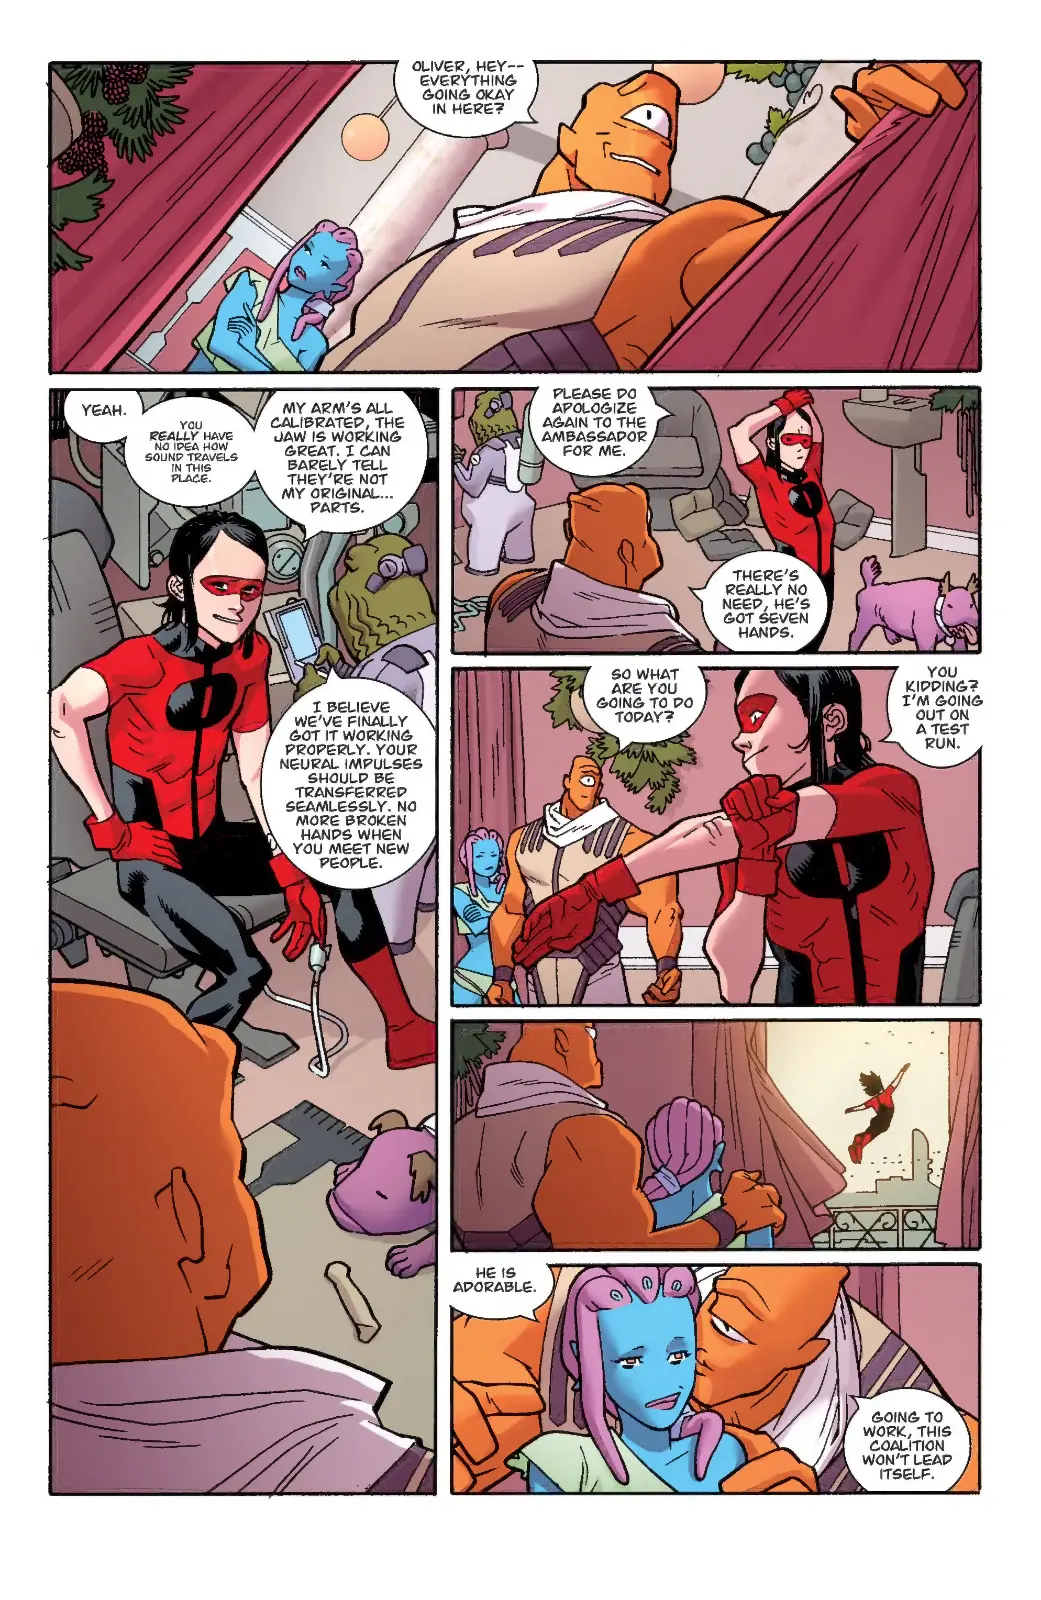 OLIVER, HEY--
EVERYTHING
GOING OKAY
IN HERE?
YEAH.
YOU
REALLY HAVE
NO IDEA HOW
SOUND TRAVELS
IN THIS
PLACE.
MY ARM'S ALL
CALIBRATED, THE
JAW IS WORKING
GREAT. I CAN
BARELY TELL
THEY'RE NOT
MY ORIGINAL...
PARTS.
I BELIEVE
WE'VE FINALLY
GOT IT WORKING
PROPERLY. YOUR
NEURAL IMPULSES
SHOULD BE
TRANSFERRED
SEAMLESSLY. NO
MORE BROKEN
HANDS WHEN
YOU MEET NEW
PEOPLE.
PLEASE DO
APOLOGIZE
AGAIN TO THE
AMBASSADOR
FOR ME.
THERE'S
REALLY NO
NEED, HE'S
GOT SEVEN
HANDS.
SO WHAT
ARE YOU
GOING TO DO
TODAY?
YOU
KIDDING?
I'M GOING
OUT ON
A TEST
RUN.
HE IS
ADORABLE.
GOING TO
WORK, THIS
COALITION
WON'T LEAD
ITSELF.